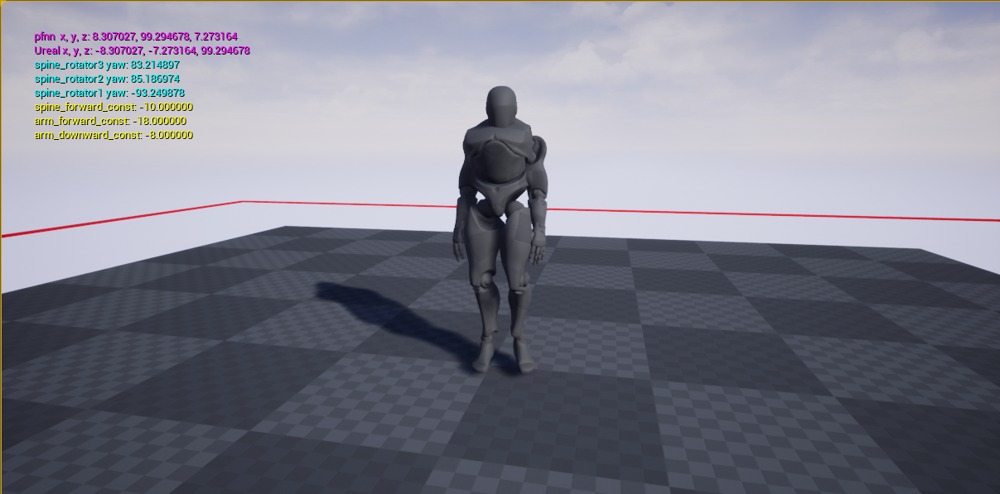 pfnn  x, y, z: 8.307027, 99.294678, 7.273164
Ureal x, y, z: -8.307027, -7.273164, 99.294678
spine_rotator3 yaw: 83.214897
spine_rotator2 yaw: 85.186974
spine_rotator1 yaw: -93.249878
spine_forward_const: -10.000000
arm_forward_const: -18.000000
arm_downward_const: -8.000000